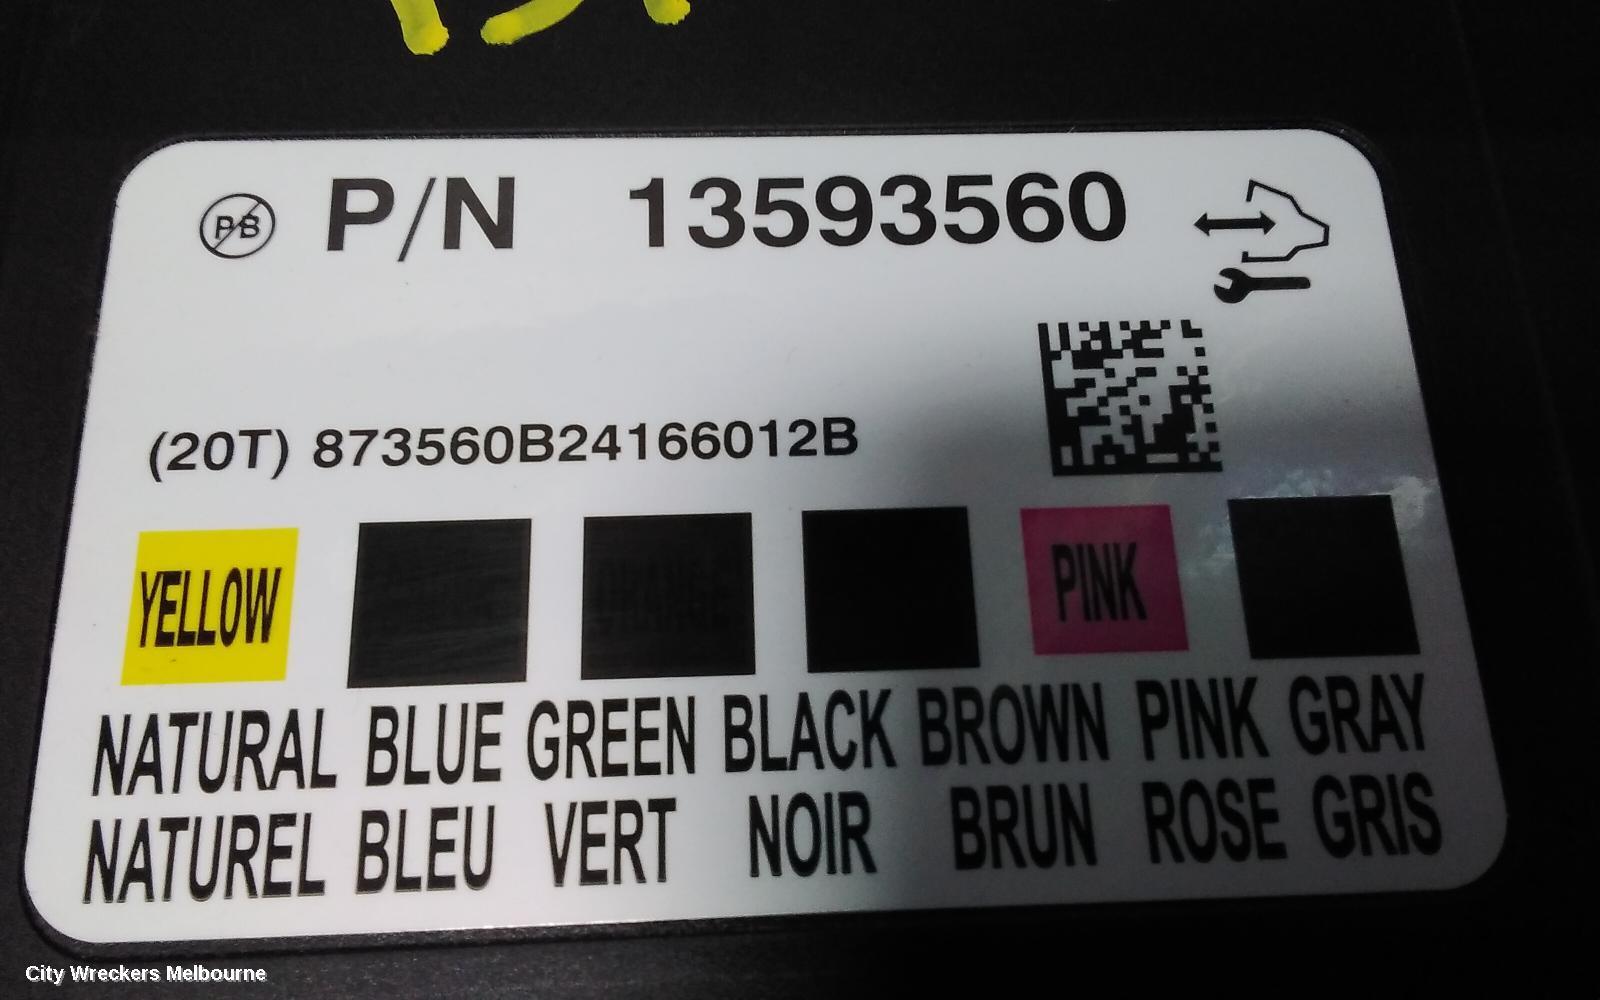 PB P/N 13593560
(20T) 873560B24166012B
YELLOW ORANGE PINK
NATURAL BLUE GREEN BLACK BROWN PINK GRAY
NATUREL BLEU VERT NOIR BRUN ROSE GRIS
City Wreckers Melbourne